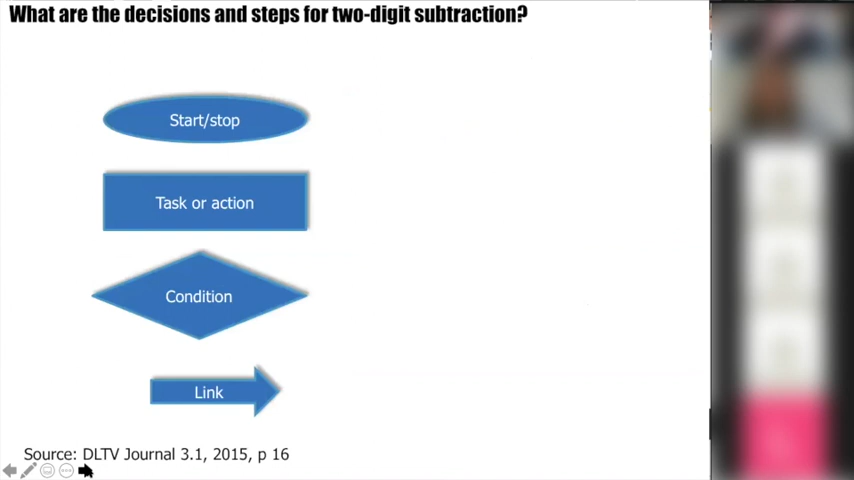 What are the decisions and steps for two-digit subtraction?
Start/stop
Task or action
Condition
Link
Source: DLTV Journal 3.1, 2015, p 16